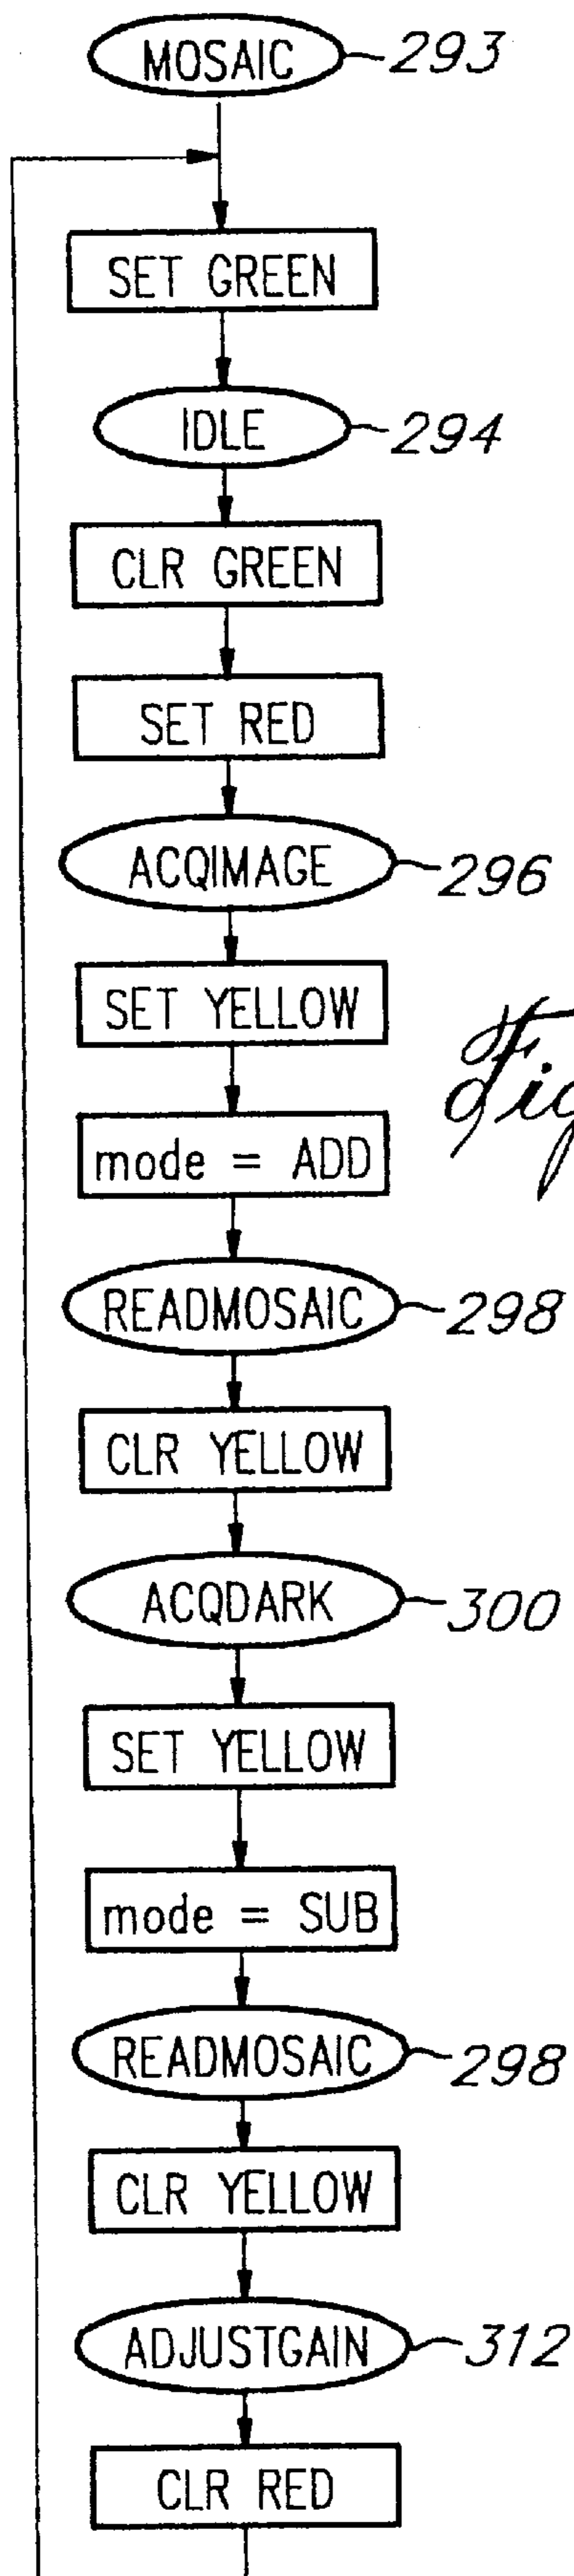 MOSAIC 293
SET GREEN
IDLE 294
CLR GREEN
SET RED
ACQIMAGE 296
SET YELLOW
Fig
mode = ADD
READMOSAIC 298
CLR YELLOW
ACQDARK 300
SET YELLOW
mode = SUB
READMOSAIC 298
CLR YELLOW
ADJUSTGAIN 312
CLR RED